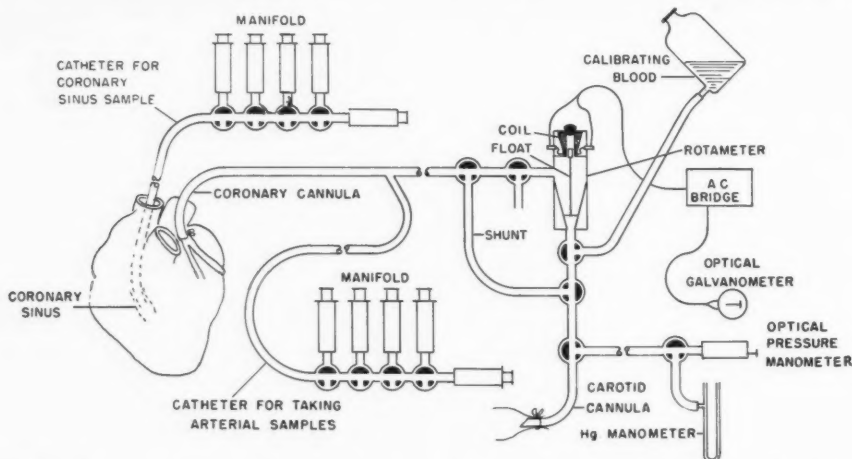 MANIFOLD
CATHETER FOR
CORONARY
SINUS SAMPLE
CALIBRATING
BLOOD
COIL
FLOAT
ROTAMETER
CORONARY CANNULA
A C
BRIDGE
SHUNT
MANIFOLD
OPTICAL
GALVANOMETER
CORONARY
SINUS
OPTICAL
PRESSURE
MANOMETER
CATHETER FOR TAKING
ARTERIAL SAMPLES
CAROTID
CANNULA
Hg MANOMETER